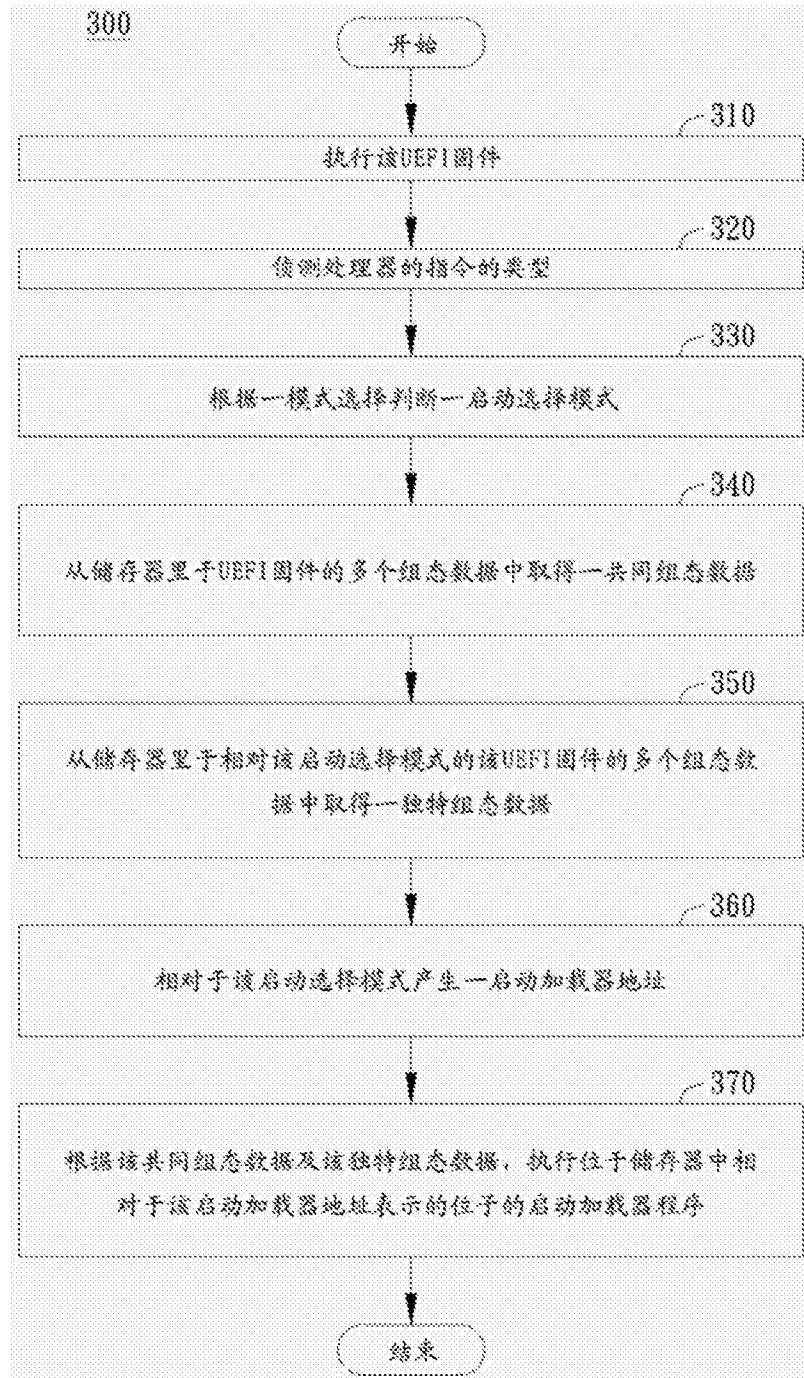 300
开始
310
执行该UEFI固件
320
侦测处理器的指令的类型
330
根据一模式选择判断一启动选择模式
340
从储存器里于UEFI固件的多个组态数据中取得一共同组态数据
350
从储存器里于相对该启动选择模式的该UEFI固件的多个组态数
据中取得一独特组态数据
360
相对于该启动选择模式产生一启动加载器地址
370
根据该共同组态数据及该独特组态数据，执行位于储存器中相
对于该启动加载器地址表示的位子的启动加载器程序
结束